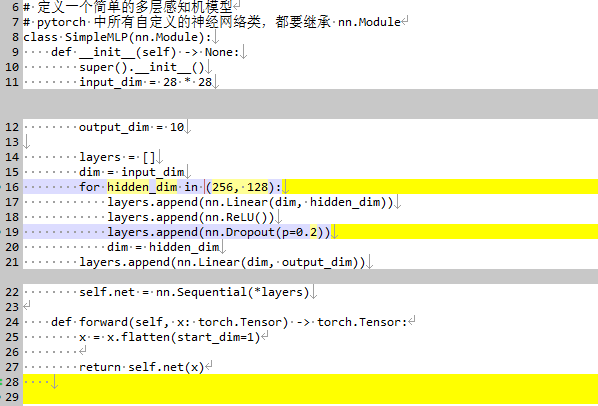 6 # 定义一个简单的多层感知机模型
7 # pytorch 中所有自定义的神经网络类，都要继承 nn.Module
8 class SimpleMLP(nn.Module):
9     def __init__(self) -> None:
10         super().__init__()
11         input_dim = 28 * 28
12         output_dim = 10
13
14         layers = []
15         dim = input_dim
16         for hidden_dim in (256, 128):
17             layers.append(nn.Linear(dim, hidden_dim))
18             layers.append(nn.ReLU())
19             layers.append(nn.Dropout(p=0.2))
20             dim = hidden_dim
21         layers.append(nn.Linear(dim, output_dim))
22         self.net = nn.Sequential(*layers)
23
24     def forward(self, x: torch.Tensor) -> torch.Tensor:
25         x = x.flatten(start_dim=1)
26
27         return self.net(x)
28
29